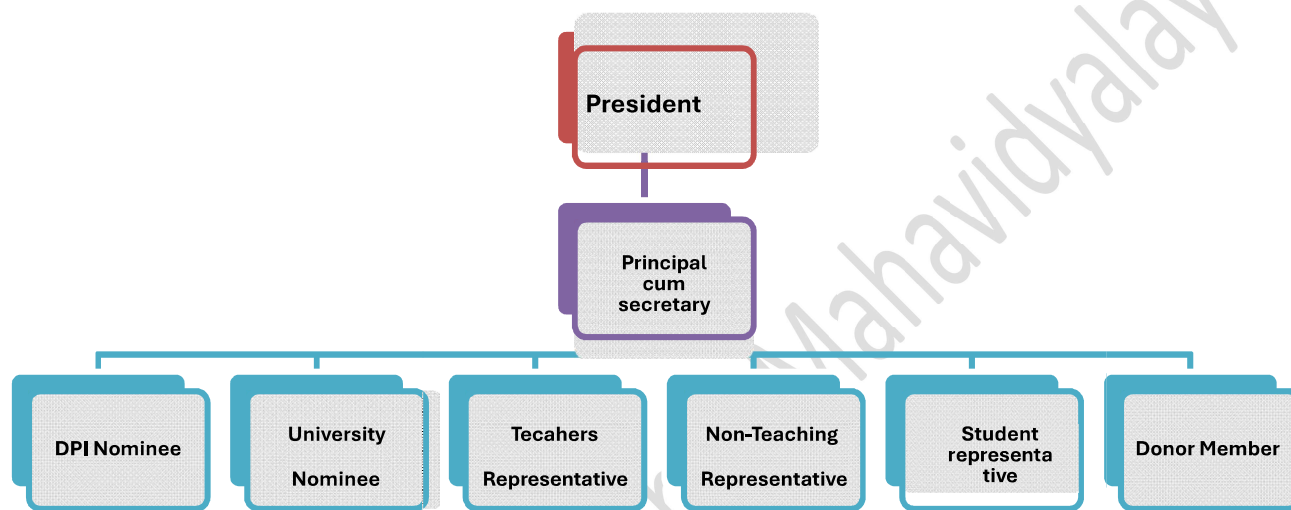 President
Principal
cum
secretary
DPI Nominee
University
Nominee
Tecahers
Representative
Non-Teaching
Representative
Student
representa
tive
Donor Member
Mahavidyalay